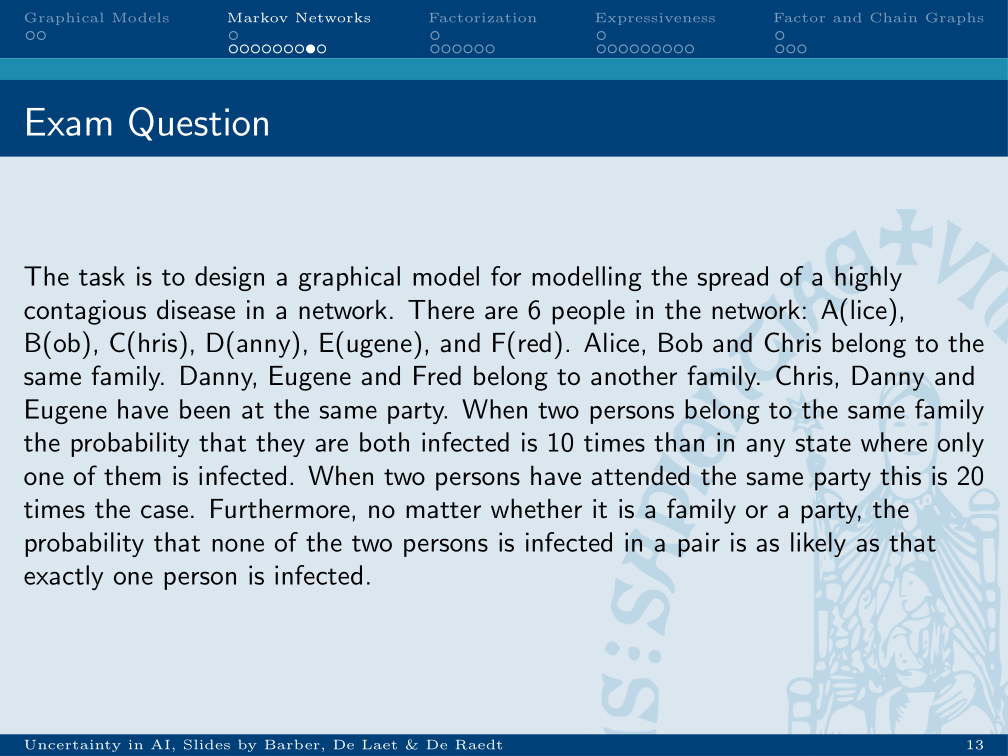 Graphical Models
Markov Networks
Factorization
Expressiveness
Factor and Chain Graphs
Exam Question
The task is to design a graphical model for modelling the spread of a highly
contagious disease in a network. There are 6 people in the network: A(lice),
B(ob), C(hris), D(anny), E(ugene), and F(red). Alice, Bob and Chris belong to the
same family. Danny, Eugene and Fred belong to another family. Chris, Danny and
Eugene have been at the same party. When two persons belong to the same family
the probability that they are both infected is 10 times than in any state where only
one of them is infected. When two persons have attended the same party this is 20
times the case. Furthermore, no matter whether it is a family or a party, the
probability that none of the two persons is infected in a pair is as likely as that
exactly one person is infected.
Uncertainty in AI, Slides by Barber, De Laet & De Raedt
13